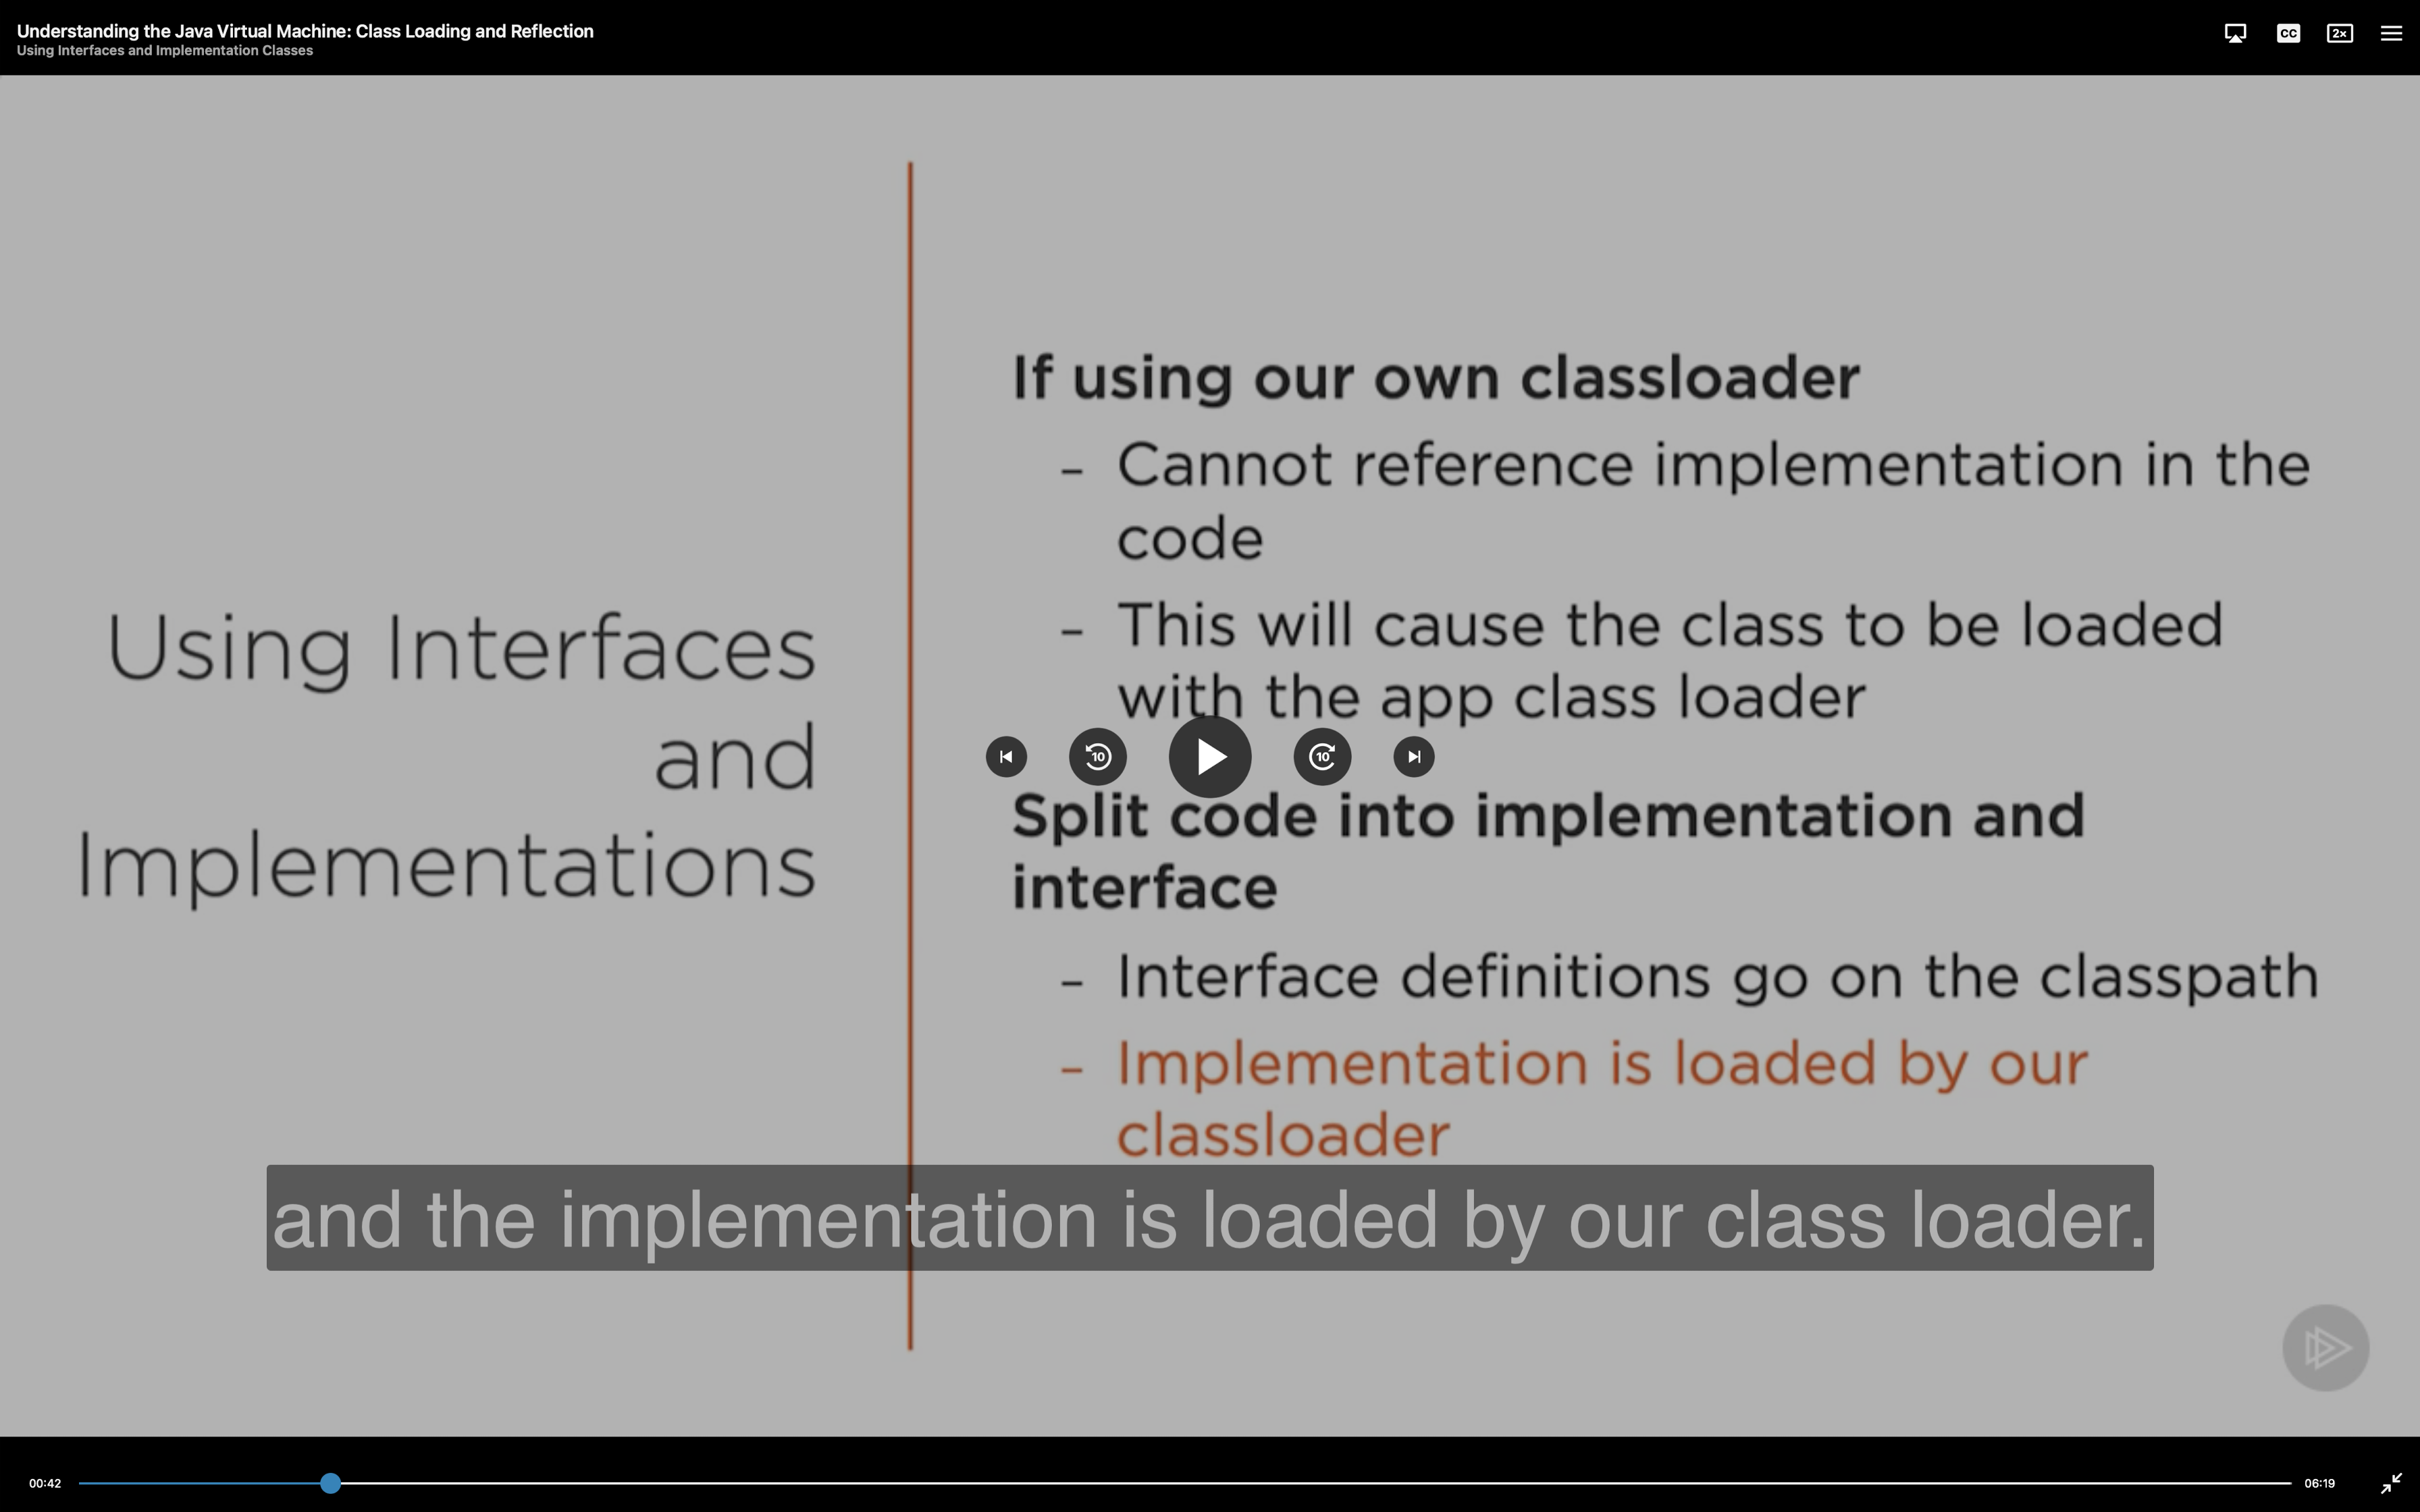 Understanding the Java Virtual Machine: Class Loading and Reflection
Using Interfaces and Implementation Classes
CC
2×
Using Interfaces
and
Implementations
If using our own classloader
- Cannot reference implementation in the
code
- This will cause the class to be loaded
with the app class loader
10
10
Split code into implementation and
interface
- Interface definitions go on the classpath
- Implementation is loaded by our
classloader
and the implementation is loaded by our class loader.
00:42
06:19